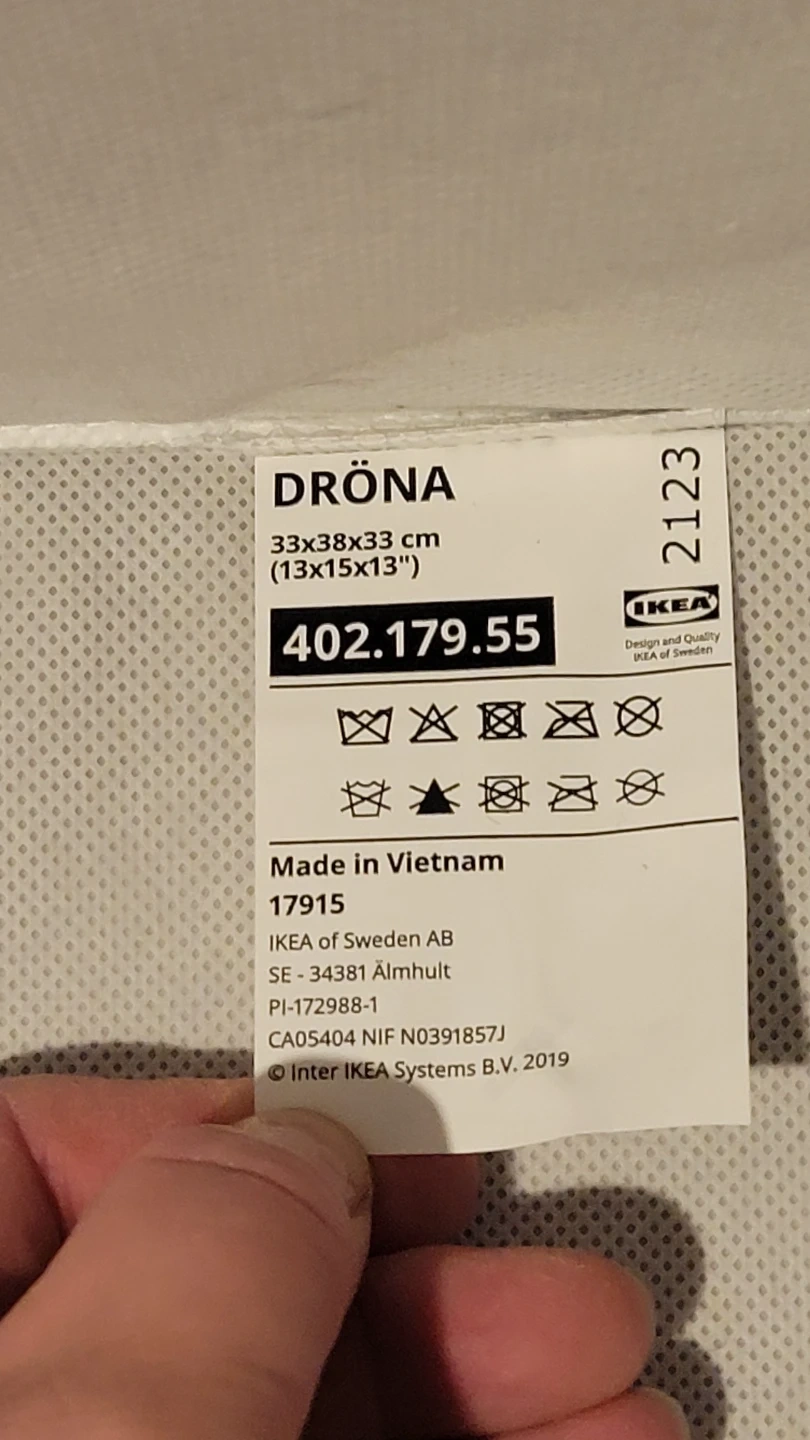 DRÖNA
33x38x33 cm
(13x15x13")
402.179.55
2123
IKEA
Design and Quality
IKEA of Sweden
Made in Vietnam
17915
IKEA of Sweden AB
SE - 34381 Älmhult
PI-172988-1
CA05404 NIF N0391857J
© Inter IKEA Systems B.V. 2019